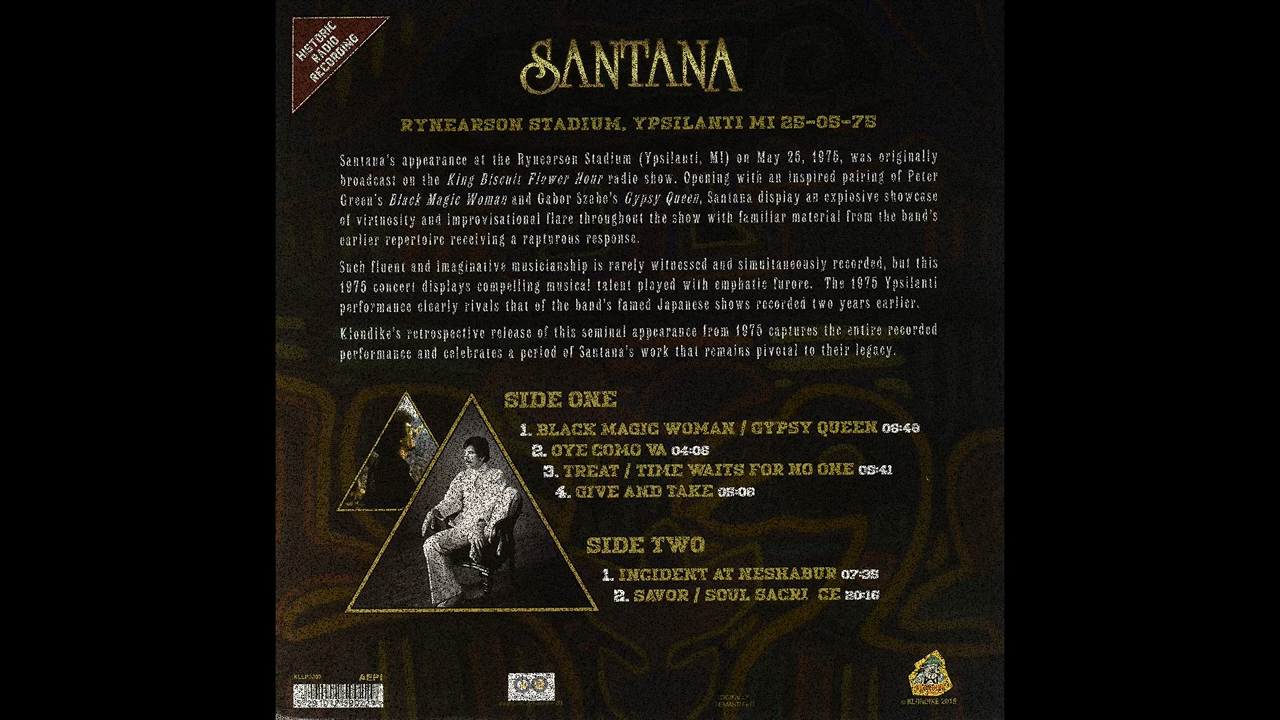 HISTORIC
RADIO
RECORDING
SANTANA
RYNEARSON STADIUM, YPSILANTI MI 25-05-75
Santana's appearance at the Rynearson Stadium (Ypsilanti, MI) on May 25, 1975, was originally
broadcast on the King Biscuit Flower Hour radio show. Opening with an inspired pairing of Peter
Green's Black Magic Woman and Gabor Szabo's Gypsy Queen, Santana display an explosive showcase
of virtuosity and improvisational flare throughout the show with familiar material from the band's
earlier repertoire receiving a rapturous response.
Such fluent and imaginative musicianship is rarely witnessed and simultaneously recorded, but this
1975 concert displays compelling musical talent played with emphatic furore. The 1975 Ypsilanti
performance clearly rivals that of the band's famed Japanese shows recorded two years earlier.
Klondike's retrospective release of this seminal appearance from 1975 captures the entire recorded
performance and celebrates a period of Santana's work that remains pivotal to their legacy.
SIDE ONE
1. BLACK MAGIC WOMAN / GYPSY QUEEN
2. OYE COMO VA
3. TREAT / TIME WAITS FOR NO ONE 05:41
4. GIVE AND TAKE
SIDE TWO
1. INCIDENT AT NESHABUR 07:35
2. SAVOR / SOUL SACRI CE 20:16
AEPI
DIGITALLY
REMASTERED
© KLONDIKE 2015